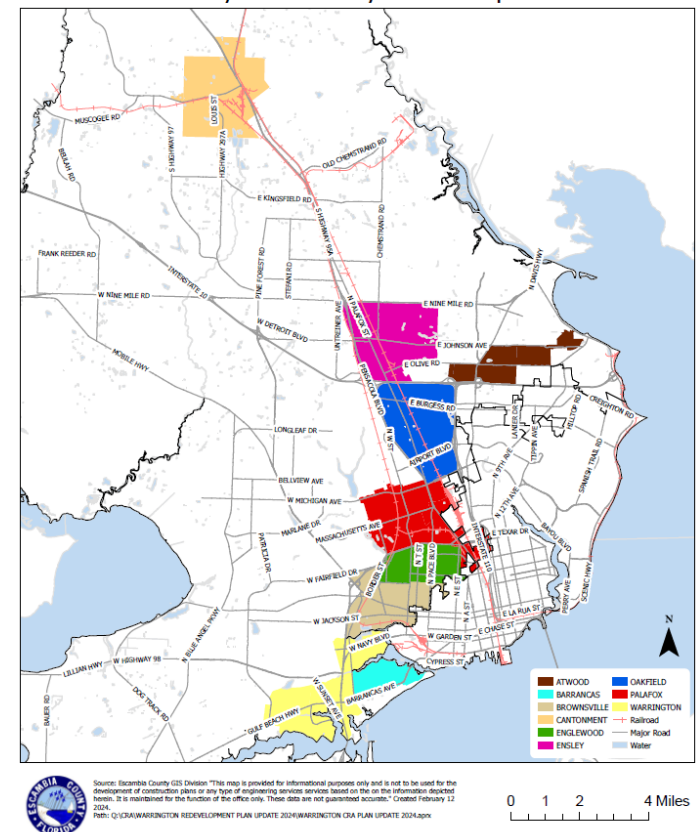 MUSCOGEE RD
LOUIS ST
S HIGHWAY 97
HIGHWAY 297A
BEULAH RD
OLD CHEMSTRAND RD
E KINGSFIELD RD
S HIGHWAY 95A
CHEMSTRAND RD
FRANK REEDER RD
PINE FOREST RD
STEFANI RD
N DAVIS HWY
INTERSTATE 10
W NINE MILE RD
E NINE MILE RD
UNTREINER AVE
N PALAFOX ST
W DETROIT BLVD
E JOHNSON AVE
MOBILE HWY
E OLIVE RD
PENSACOLA BLVD
E BURGESS RD
CREIGHTON RD
HILLTOP RD
LANIER DR
TIPPIN AVE
LONGLEAF DR
N W ST
AIRPORT BLVD
N 9TH AVE
SPANISH TRAIL RD
BELLVIEW AVE
W MICHIGAN AVE
N 12TH AVE
MARLANE DR
MASSACHUSETTS AVE
INTERSTATE 110
E TEXAR DR
BAYOU BLVD
PATRICIA DR
W FAIRFIELD DR
BORDER ST
N T ST
N PACE BLVD
N E ST
N A ST
PERRY AVE
SCENIC HWY
W JACKSON ST
E LA RUA ST
E CHASE ST
W GARDEN ST
N BLUE ANGEL PKWY
W NAVY BLVD
CYPRESS ST
LILLIAN HWY
W HIGHWAY 98
DOG TRACK RD
BAUER RD
W SUNSET AVE
BARRANCAS AVE
GULF BEACH HWY
N
ATWOOD
BARRANCAS
BROWNSVILLE
CANTONMENT
ENGLEWOOD
ENSLEY
OAKFIELD
PALAFOX
WARRINGTON
Railroad
Major Road
Water
ESCAMBIA COUNTY
FLORIDA
Source: Escambia County GIS Division "This map is provided for informational purposes only and is not to be used for the
development of construction plans or any type of engineering services services based on the on the information depicted
herein. It is maintained for the function of the office only. These data are not guaranteed accurate." Created February 12
2024.
Path: Q:\CRA\WARRINGTON REDEVELOPMENT PLAN UPDATE 2024\WARRINGTON CRA PLAN UPDATE 2024.aprx
0 1 2 4 Miles